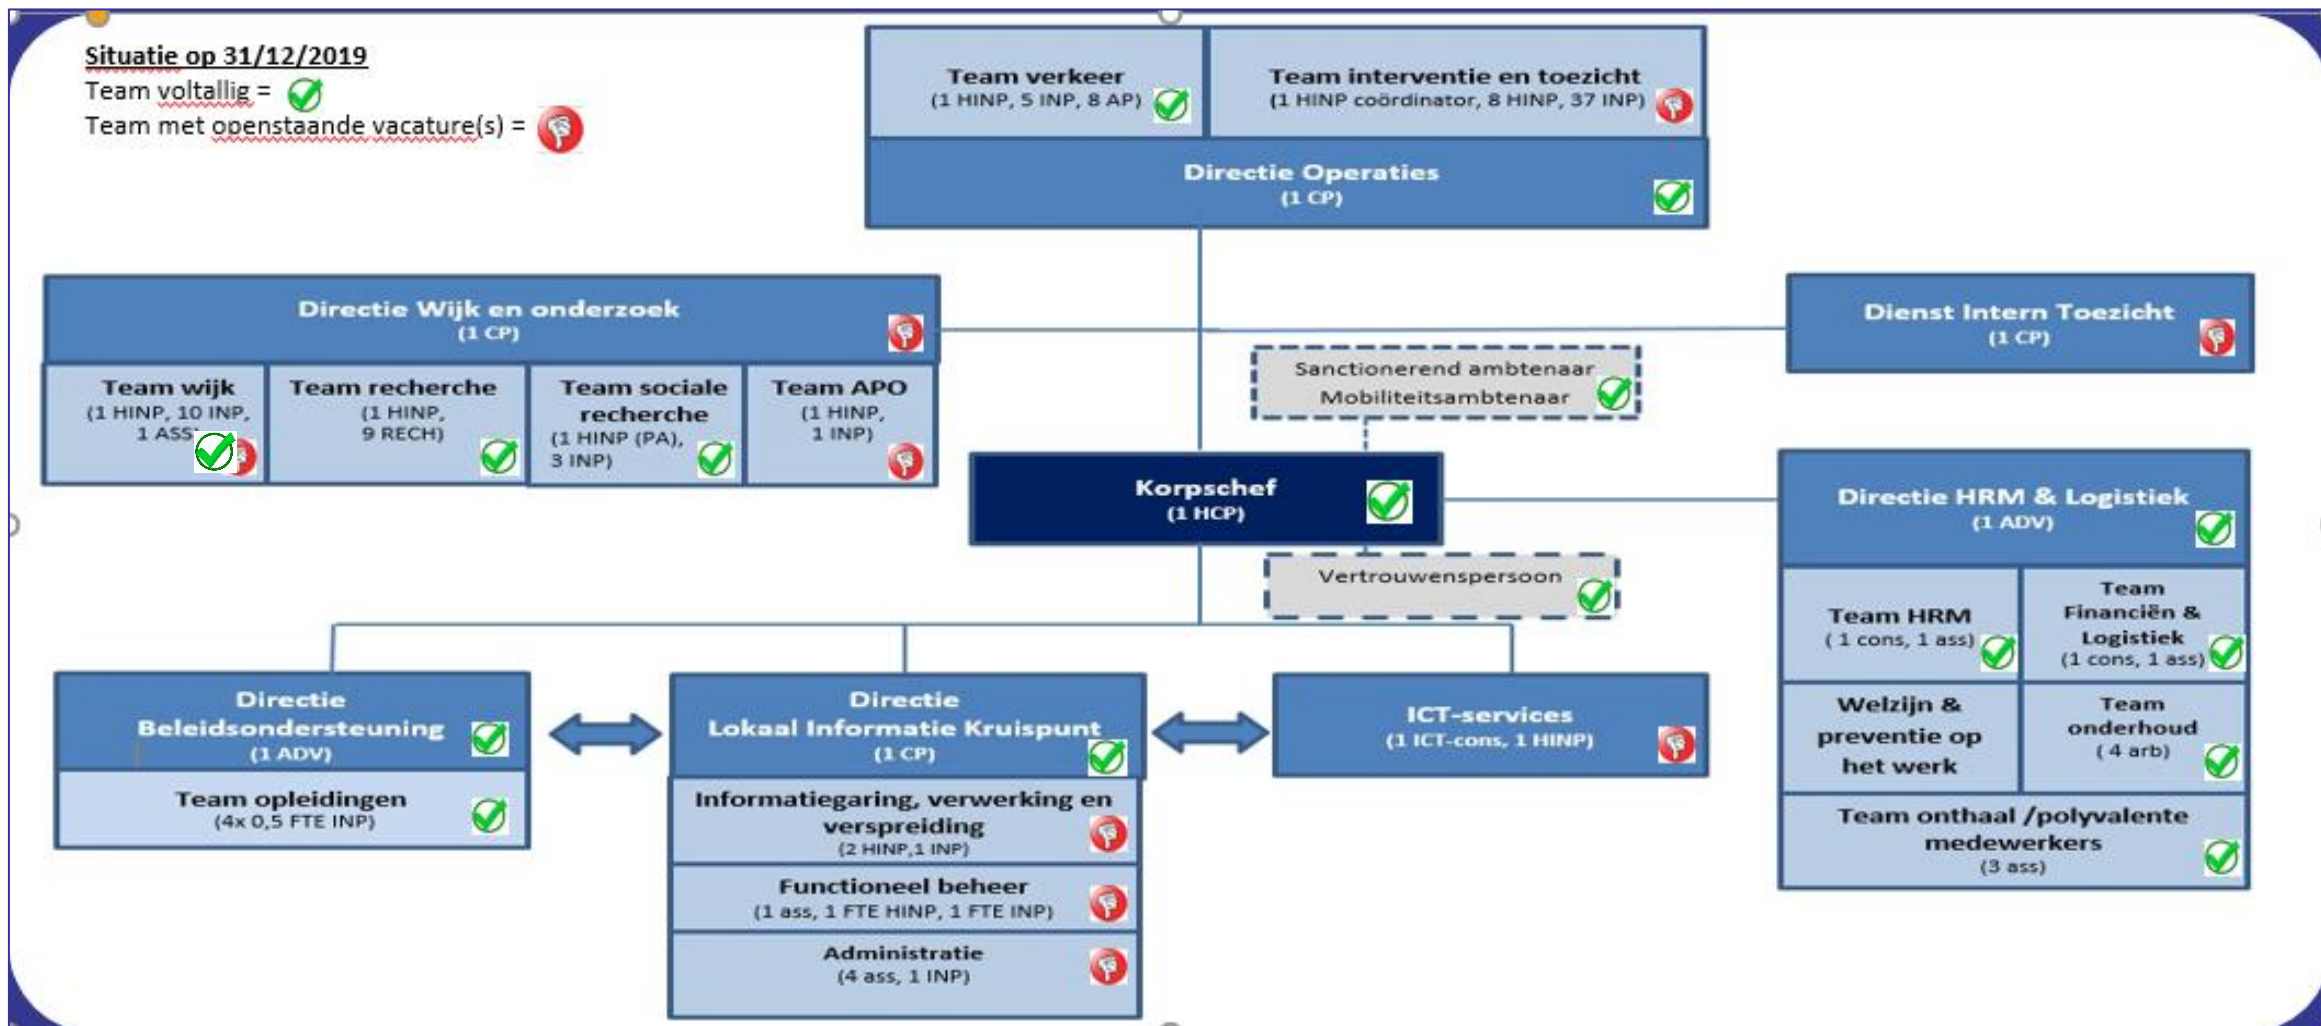 Situatie op 31/12/2019
Team voltallig =
Team met openstaande vacature(s) =
Team verkeer
(1 HINP, 5 INP, 8 AP)
Team interventie en toezicht
(1 HINP coördinator, 8 HINP, 37 INP)
Directie Operaties
(1 CP)
Directie Wijk en onderzoek
(1 CP)
Dienst Intern Toezicht
(1 CP)
Team wijk
(1 HINP, 10 INP,
1 ASS)
Team recherche
(1 HINP,
9 RECH)
Team sociale
recherche
(1 HINP (PA),
3 INP)
Team APO
(1 HINP,
1 INP)
Sanctionerend ambtenaar
Mobiliteitsambtenaar
Korpschef
(1 HCP)
Vertrouwenspersoon
Directie HRM & Logistiek
(1 ADV)
Team HRM
( 1 cons, 1 ass)
Team
Financiën &
Logistiek
(1 cons, 1 ass)
Welzijn &
preventie op
het werk
Team
onderhoud
( 4 arb)
Team onthaal /polyvalente
medewerkers
(3 ass)
Directie
Beleidsondersteuning
(1 ADV)
Team opleidingen
(4x 0,5 FTE INP)
Directie
Lokaal Informatie Kruispunt
(1 CP)
Informatiegaring, verwerking en
verspreiding
(2 HINP,1 INP)
Functioneel beheer
(1 ass, 1 FTE HINP, 1 FTE INP)
Administratie
(4 ass, 1 INP)
ICT-services
(1 ICT-cons, 1 HINP)